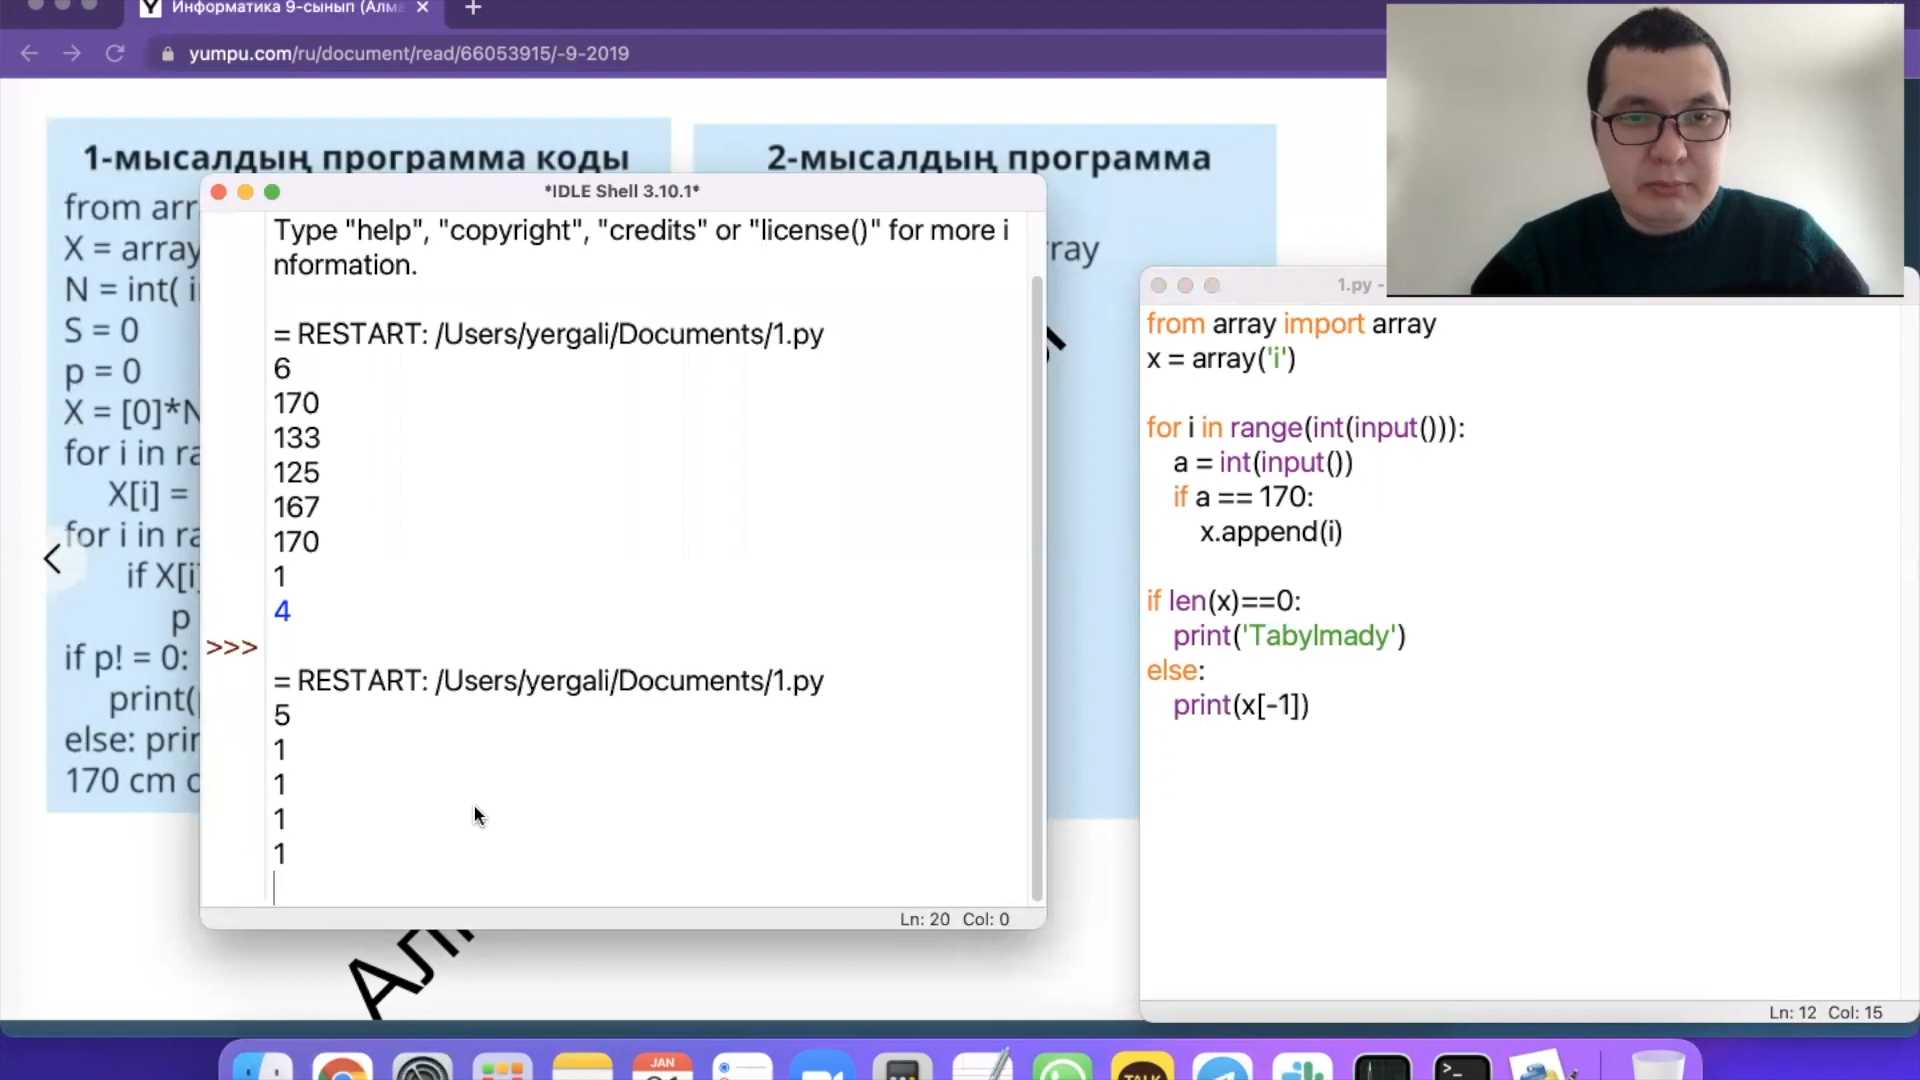 Информатика 9-сынып (Алма
yumpu.com/ru/document/read/66053915/-9-2019
1-мысалдың программа коды
from arr
X = array
N = int( i
S = 0
p = 0
X = [0]*N
for i in ra
X[i] =
for i in ra
if X[i]
p
if p! = 0:
print(
else: prin
170 cm
2-мысалдың программа
rray
*IDLE Shell 3.10.1*
Type "help", "copyright", "credits" or "license()" for more i
nformation.
= RESTART: /Users/yergali/Documents/1.py
6
170
133
125
167
170
1
4
>>>
= RESTART: /Users/yergali/Documents/1.py
5
1
1
1
1
Ln: 20 Col: 0
1.py -
from array import array
x = array('i')
for i in range(int(input())):
a = int(input())
if a == 170:
x.append(i)
if len(x)==0:
print('Tabylmady')
else:
print(x[-1])
Ln: 12 Col: 15
Алм
JAN
TALK
>_